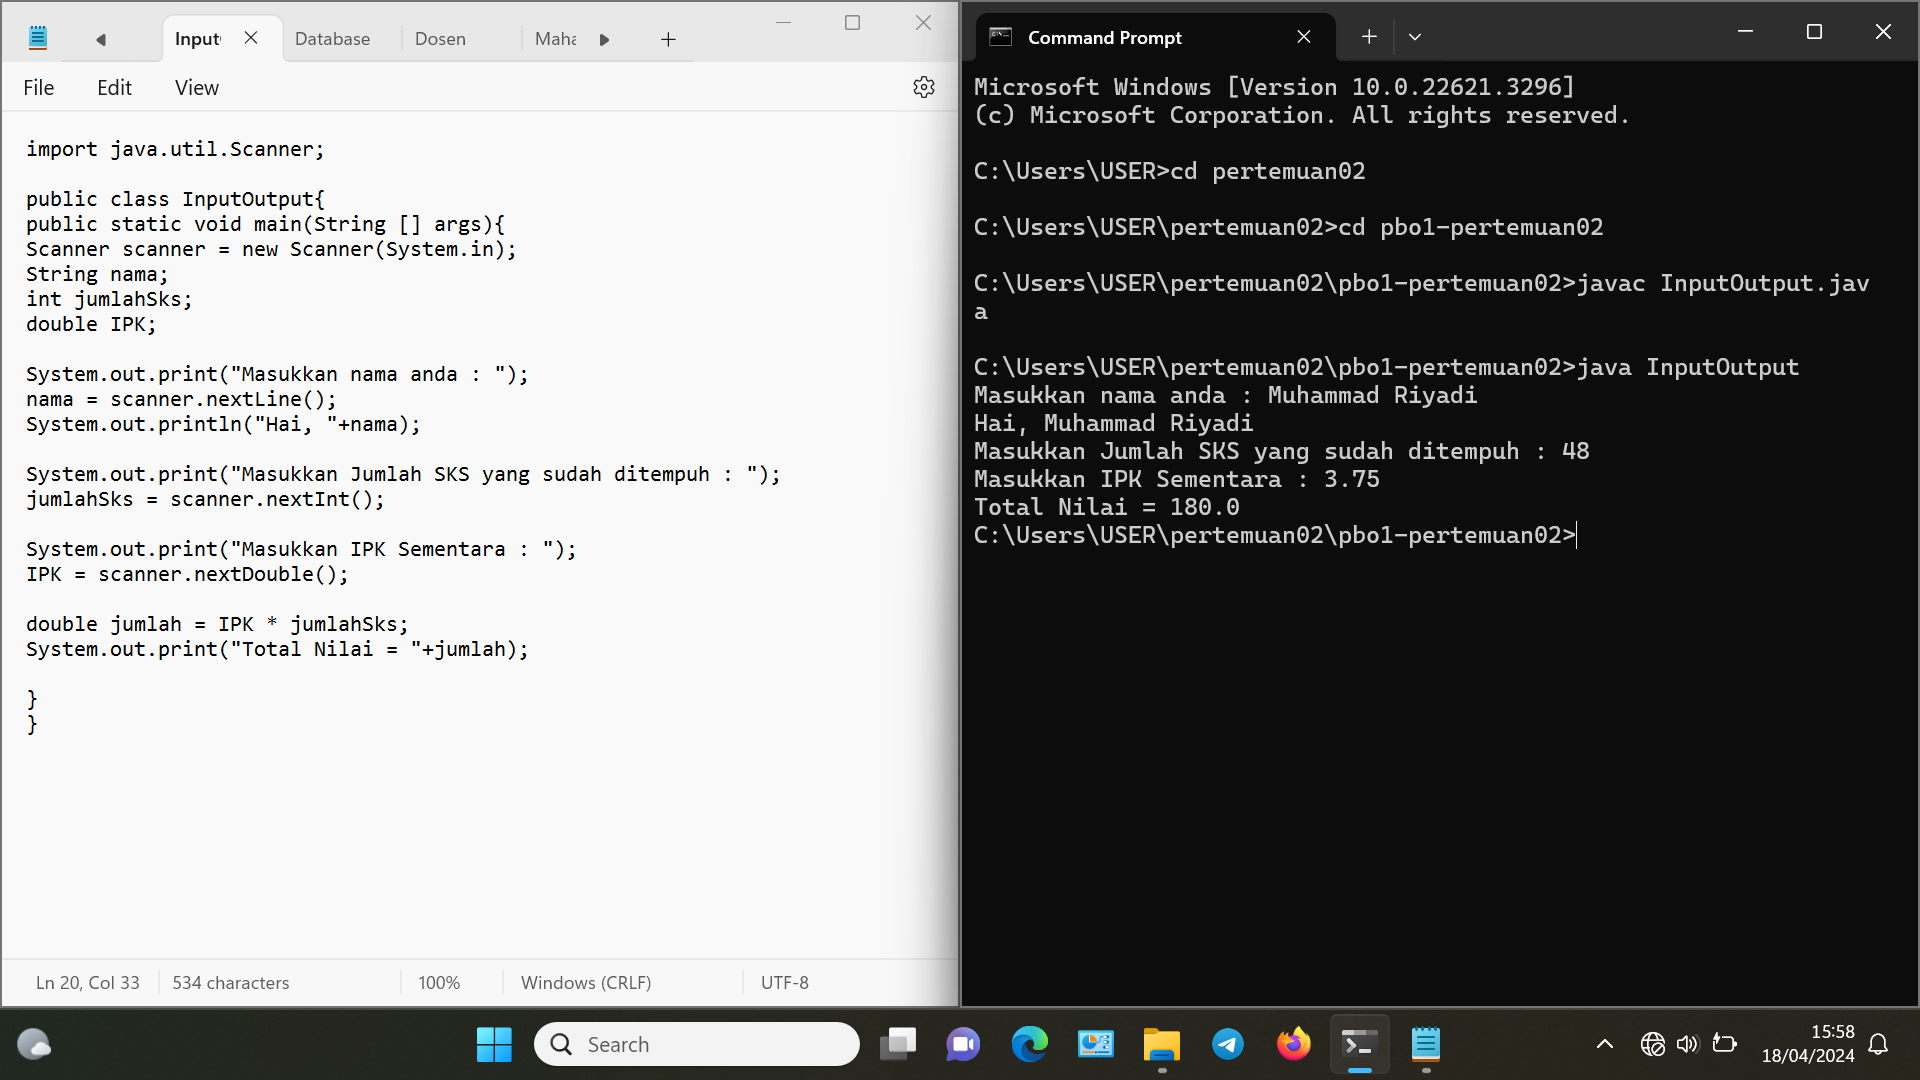 Input
Database
Dosen
Maha
File
Edit
View
import java.util.Scanner;
public class InputOutput{
public static void main(String [] args){
Scanner scanner = new Scanner(System.in);
String nama;
int jumlahSks;
double IPK;
System.out.print("Masukkan nama anda : ");
nama = scanner.nextLine();
System.out.println("Hai, "+nama);
System.out.print("Masukkan Jumlah SKS yang sudah ditempuh : ");
jumlahSks = scanner.nextInt();
System.out.print("Masukkan IPK Sementara : ");
IPK = scanner.nextDouble();
double jumlah = IPK * jumlahSks;
System.out.print("Total Nilai = "+jumlah);
}
}
Ln 20, Col 33
534 characters
100%
Windows (CRLF)
UTF-8
Command Prompt
Microsoft Windows [Version 10.0.22621.3296]
(c) Microsoft Corporation. All rights reserved.
C:\Users\USER>cd pertemuan02
C:\Users\USER\pertemuan02>cd pbo1-pertemuan02
C:\Users\USER\pertemuan02\pbo1-pertemuan02>javac InputOutput.jav
a
C:\Users\USER\pertemuan02\pbo1-pertemuan02>java InputOutput
Masukkan nama anda : Muhammad Riyadi
Hai, Muhammad Riyadi
Masukkan Jumlah SKS yang sudah ditempuh : 48
Masukkan IPK Sementara : 3.75
Total Nilai = 180.0
C:\Users\USER\pertemuan02\pbo1-pertemuan02>
Search
15:58
18/04/2024